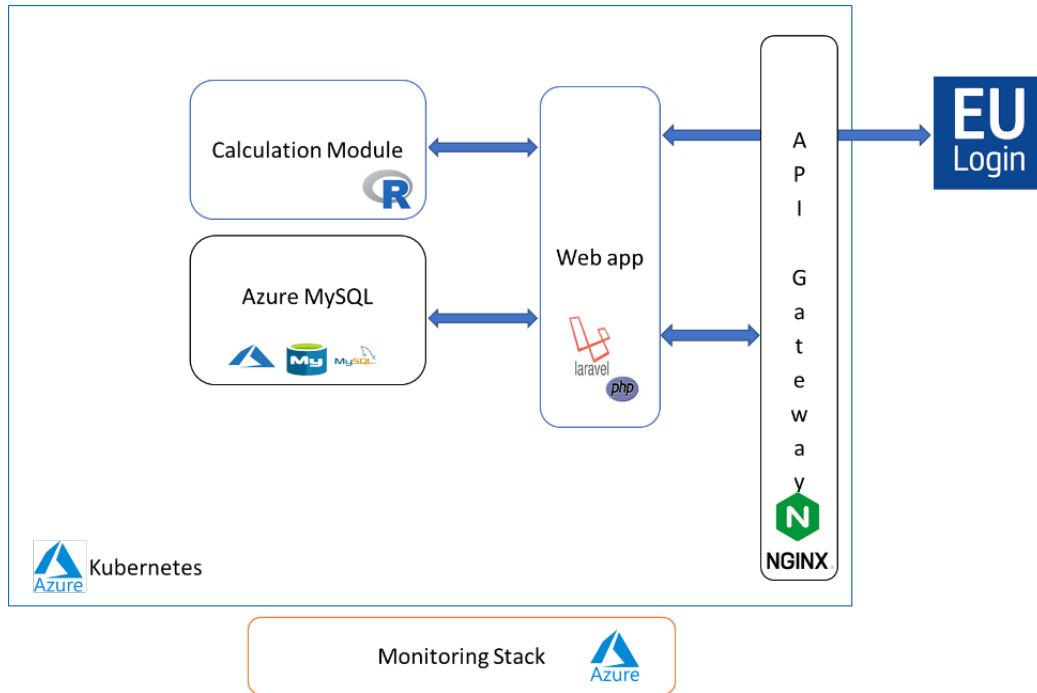 Calculation Module
R
Azure MySQL
My
MySQL
Web app
laravel
php
A
P
I
G
a
t
e
w
a
y
N
NGINX
EU
Login
Azure
Kubernetes
Monitoring Stack
Azure